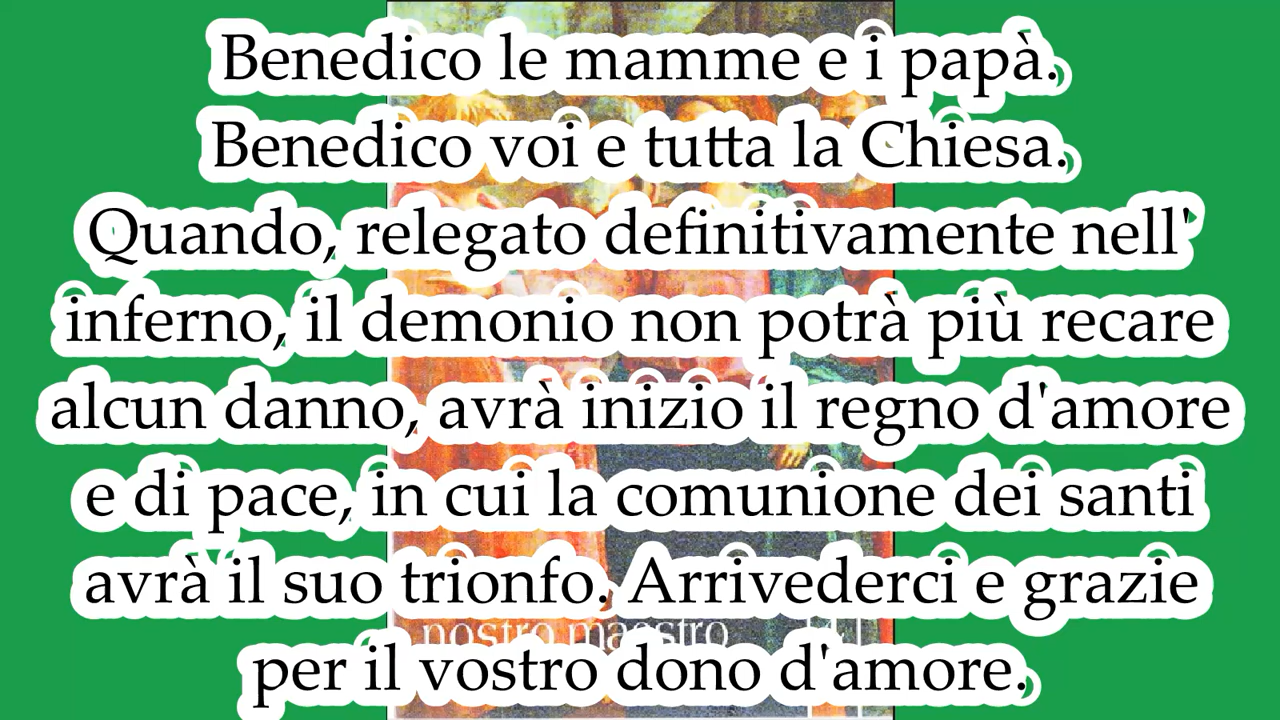 Benedico le mamme e i papà.
Benedico voi e tutta la Chiesa.
Quando, relegato definitivamente nell'
inferno, il demonio non potrà più recare
alcun danno, avrà inizio il regno d'amore
e di pace, in cui la comunione dei santi
avrà il suo trionfo. Arrivederci e grazie
nostro maestro
per il vostro dono d'amore.